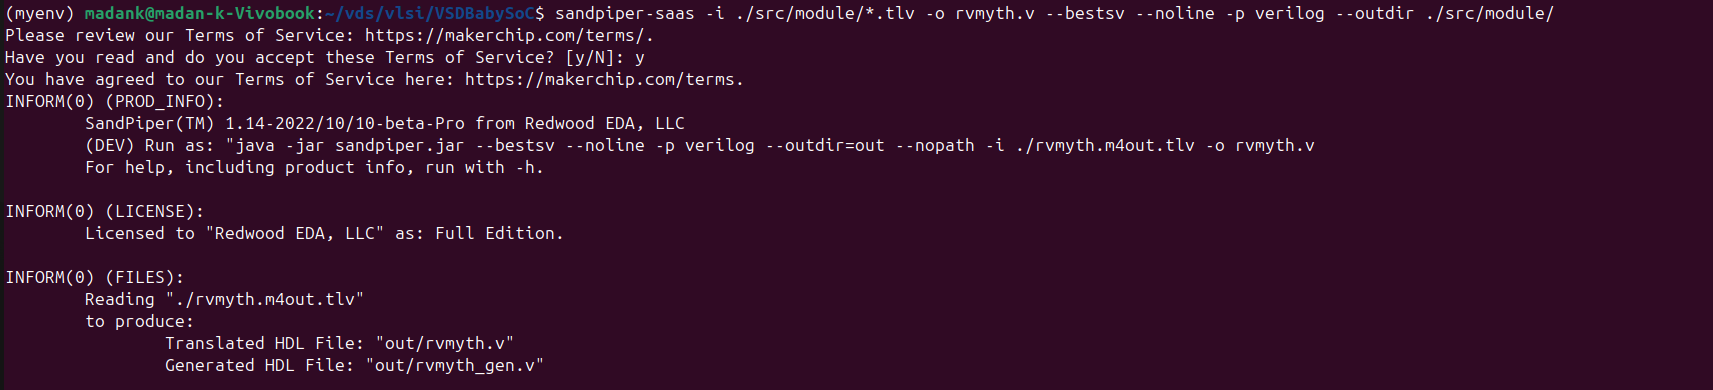 (myenv) madank@madan-k-Vivobook:~/vds/vlsi/VSDBabySoC$ sandpiper-saas -i ./src/module/*.tlv -o rvmyth.v --bestsv --noline -p verilog --outdir ./src/module/
Please review our Terms of Service: https://makerchip.com/terms/.
Have you read and do you accept these Terms of Service? [y/N]: y
You have agreed to our Terms of Service here: https://makerchip.com/terms.
INFORM(0) (PROD_INFO):
        SandPiper(TM) 1.14-2022/10/10-beta-Pro from Redwood EDA, LLC
        (DEV) Run as: "java -jar sandpiper.jar --bestsv --noline -p verilog --outdir=out --nopath -i ./rvmyth.m4out.tlv -o rvmyth.v
        For help, including product info, run with -h.
INFORM(0) (LICENSE):
        Licensed to "Redwood EDA, LLC" as: Full Edition.
INFORM(0) (FILES):
        Reading "./rvmyth.m4out.tlv"
        to produce:
                Translated HDL File: "out/rvmyth.v"
                Generated HDL File: "out/rvmyth_gen.v"